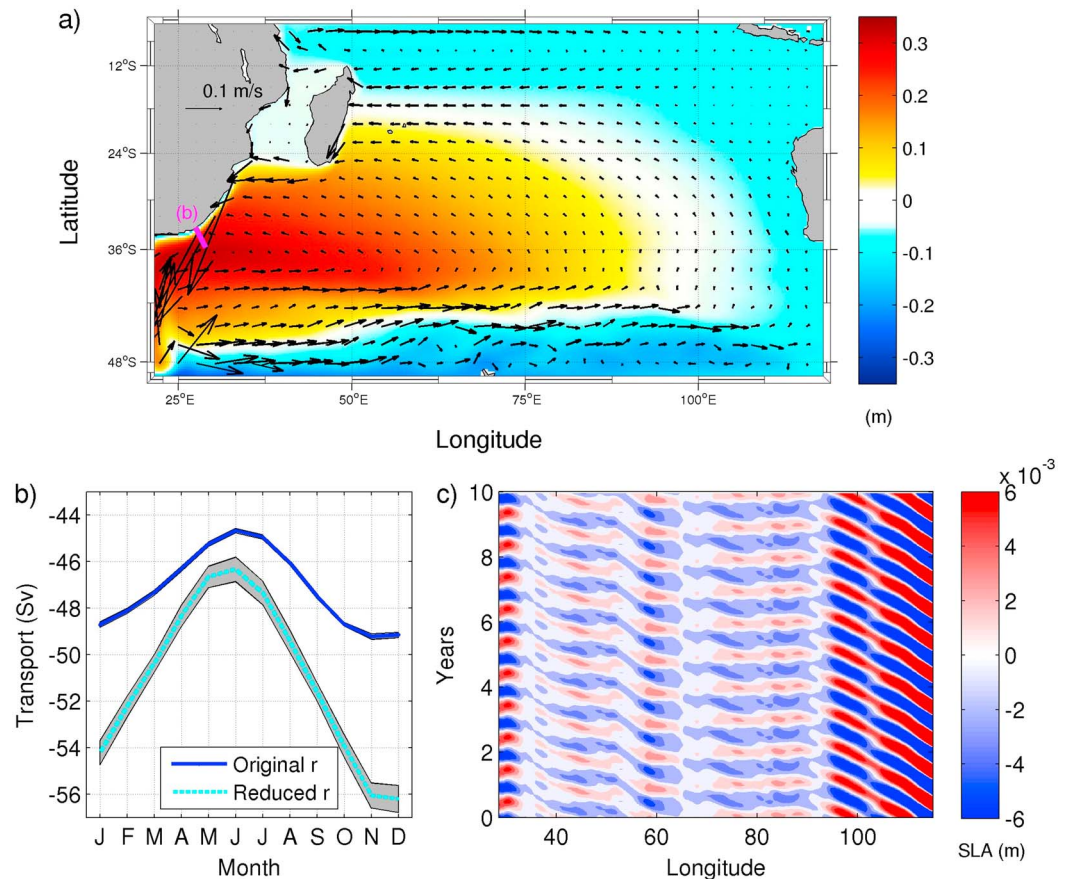 a)
0.1 m/s
(b)
12°S
24°S
36°S
48°S
Latitude
25°E
50°E
75°E
100°E
Longitude
0.3
0.2
0.1
0
-0.1
-0.2
-0.3
(m)
b)
-44
-46
-48
-50
-52
-54
-56
Transport (Sv)
Original r
Reduced r
J F M A M J J A S O N D
Month
c)
10
8
6
4
2
0
Years
40 60 80 100
Longitude
x 10⁻³
6
4
2
0
-2
-4
-6
SLA (m)